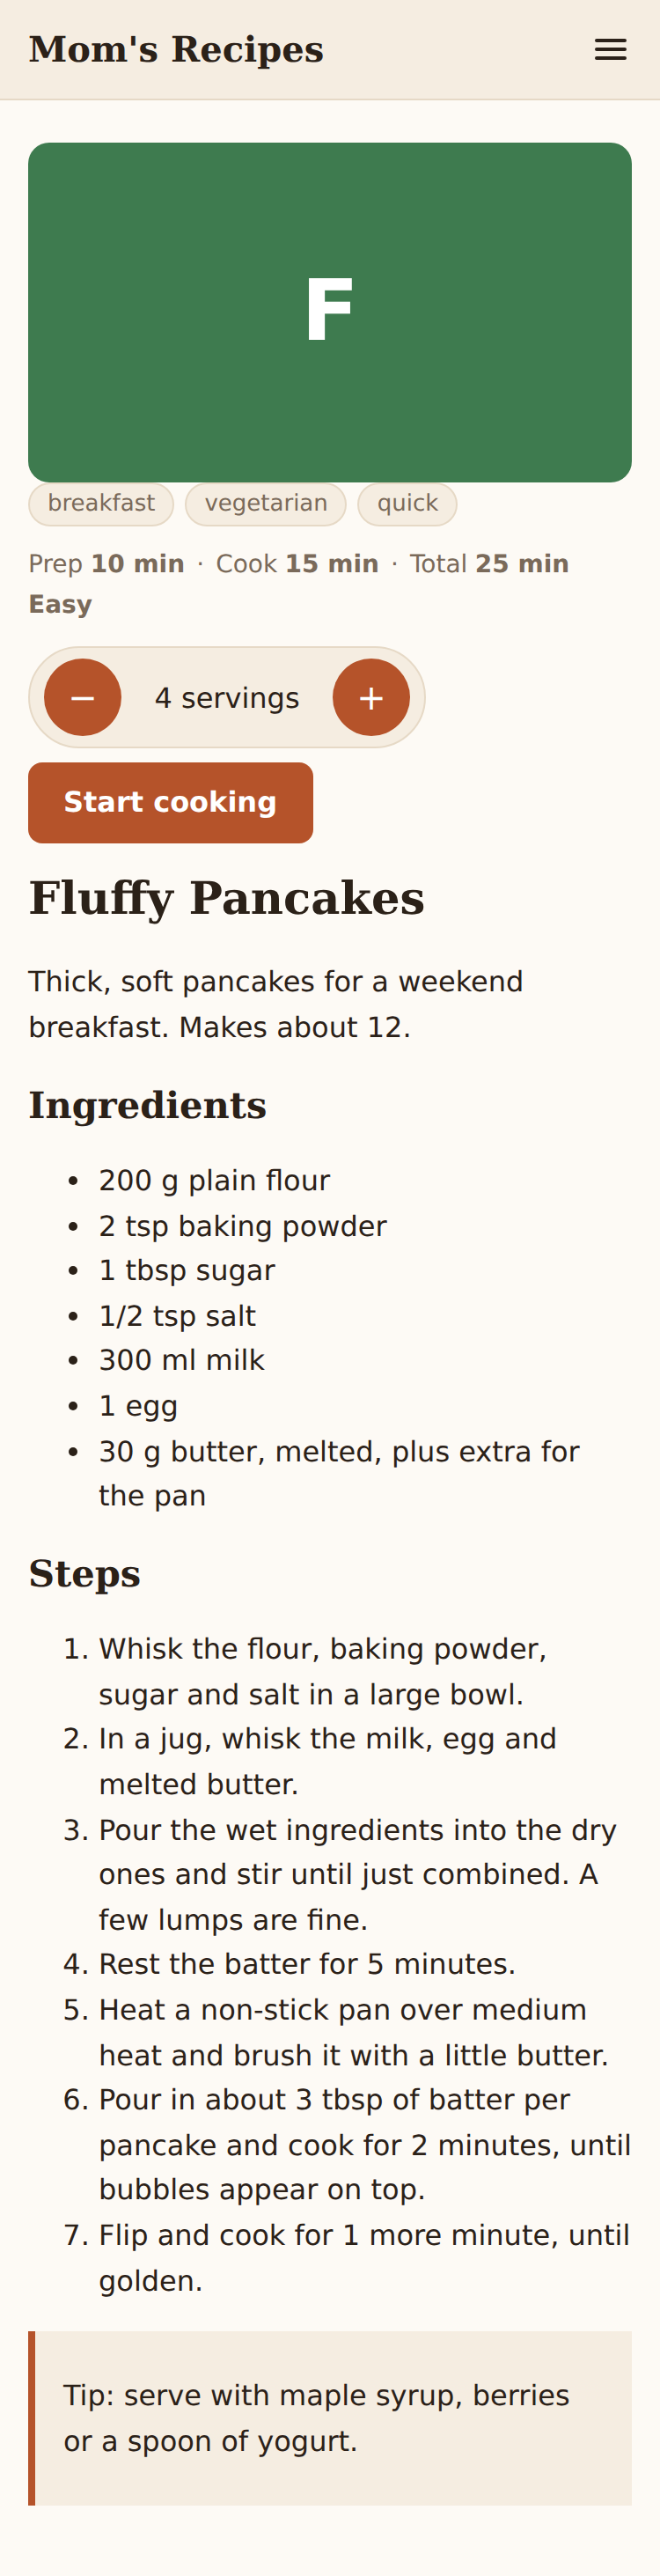 Mom's Recipes
F
breakfast vegetarian quick
Prep 10 min · Cook 15 min · Total 25 min
Easy
− 4 servings +
Start cooking
Fluffy Pancakes
Thick, soft pancakes for a weekend
breakfast. Makes about 12.
Ingredients
• 200 g plain flour
• 2 tsp baking powder
• 1 tbsp sugar
• 1/2 tsp salt
• 300 ml milk
• 1 egg
• 30 g butter, melted, plus extra for
the pan
Steps
1. Whisk the flour, baking powder,
sugar and salt in a large bowl.
2. In a jug, whisk the milk, egg and
melted butter.
3. Pour the wet ingredients into the dry
ones and stir until just combined. A
few lumps are fine.
4. Rest the batter for 5 minutes.
5. Heat a non-stick pan over medium
heat and brush it with a little butter.
6. Pour in about 3 tbsp of batter per
pancake and cook for 2 minutes, until
bubbles appear on top.
7. Flip and cook for 1 more minute, until
golden.
Tip: serve with maple syrup, berries
or a spoon of yogurt.